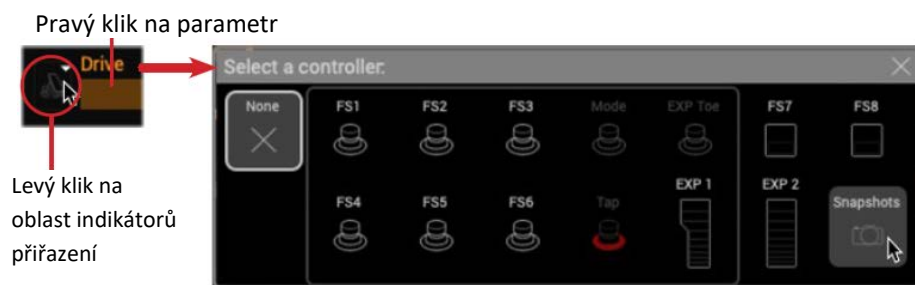 Pravý klik na parametr
Drive
Select a controller:
None FS1 FS2 FS3 Mode EXP Toe FS7 FS8
EXP 1 EXP 2
FS4 FS5 FS6 Tap Snapshots
Levý klik na
oblast indikátorů
přiřazení